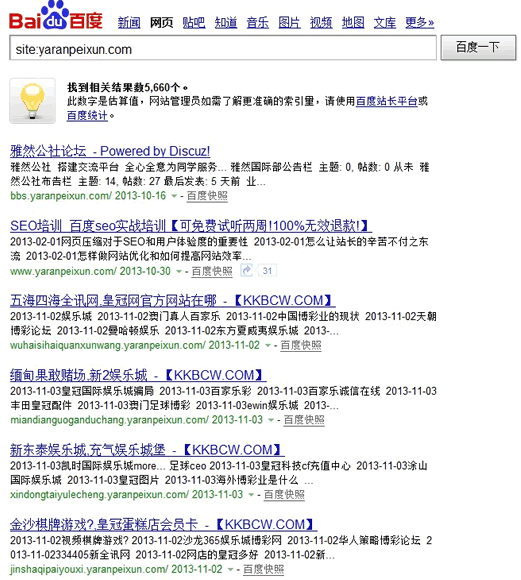 Bai du 百度 新闻 网页 贴吧 知道 音乐 图片 视频 地图 文库 更多»
site:yaranpeixun.com 百度一下
找到相关结果数5,660个。
此数字是估算值，网站管理员如需了解更准确的索引量，请使用百度站长平台或
百度统计。
雅然公社论坛 - Powered by Discuz!
雅然公社 搭建交流平台 全心全意为同学服务... 雅然国际部公告栏 主题: 0, 帖数: 0 从未 雅
然公社布告栏 主题: 14, 帖数: 27 最后发表: 5 天前 业...
bbs.yaranpeixun.com/ 2013-10-16 - 百度快照
SEO培训_百度seo实战培训【可免费试听两周!100%无效退款!】
2013-02-01网页压缩对于SEO和用户体验度的重要性 2013-02-01怎么让站长的辛苦不付之东
流 2013-02-01怎样做网站优化和如何提高网站效率...
www.yaranpeixun.com/ 2013-10-30 - 百度快照 31
五海四海全讯网,皇冠网官方网站在哪 - 【KKBCW.COM】
2013-11-02娱乐城 2013-11-02澳门真人百家乐 2013-11-02中国博彩业的现状 2013-11-02天朝
博彩论坛 2013-11-02曼哈顿娱乐 2013-11-02东方夏威夷娱乐城 2013-...
wuhaisihaiquanxunwang.yaranpeixun.com/ 2013-11-02 - 百度快照
缅甸果敢赌场,新2娱乐城 - 【KKBCW.COM】
2013-11-03皇冠国际娱乐城骗局 2013-11-03百家乐彩 2013-11-03百家乐诚信在线 2013-11-03
丰田皇冠配件 2013-11-03澳门足球博彩 2013-11-03ewin娱乐城 2013-...
miandianguoganduchang.yaranpeixun.com/ 2013-11-03 - 百度快照
新东泰娱乐城,充气娱乐城堡 - 【KKBCW.COM】
2013-11-03凯时国际娱乐城more... 足球ceo 2013-11-03皇冠科技cf充值中心 2013-11-03涂山
国际娱乐城 2013-11-03皇冠图片 2013-11-03海外博彩业是什么 ...
xindongtaiyulecheng.yaranpeixun.com/ 2013-11-03 - 百度快照
金沙棋牌游戏?,皇冠蛋糕店会员卡 - 【KKBCW.COM】
2013-11-02视频棋牌游戏? 2013-11-02沙龙365娱乐城博彩网 2013-11-02华人策略博彩论坛 2
013-11-02334405新全讯网 2013-11-02网店的皇冠多好 2013-11-02新...
jinshaqipaiyouxi.yaranpeixun.com/ 2013-11-02 - 百度快照